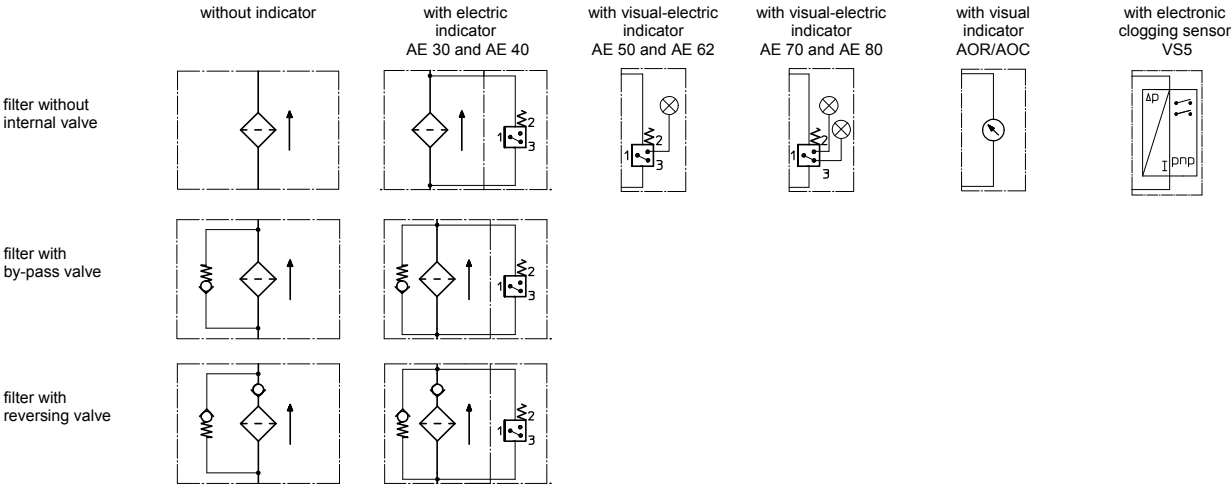 without indicator
with electric
indicator
AE 30 and AE 40
with visual-electric
indicator
AE 50 and AE 62
with visual-electric
indicator
AE 70 and AE 80
with visual
indicator
AOR/AOC
with electronic
clogging sensor
VS5
filter without
internal valve
1
2
3
1
2
3
1
2
3
Δp
I
pnp
filter with
by-pass valve
1
2
3
filter with
reversing valve
1
2
3